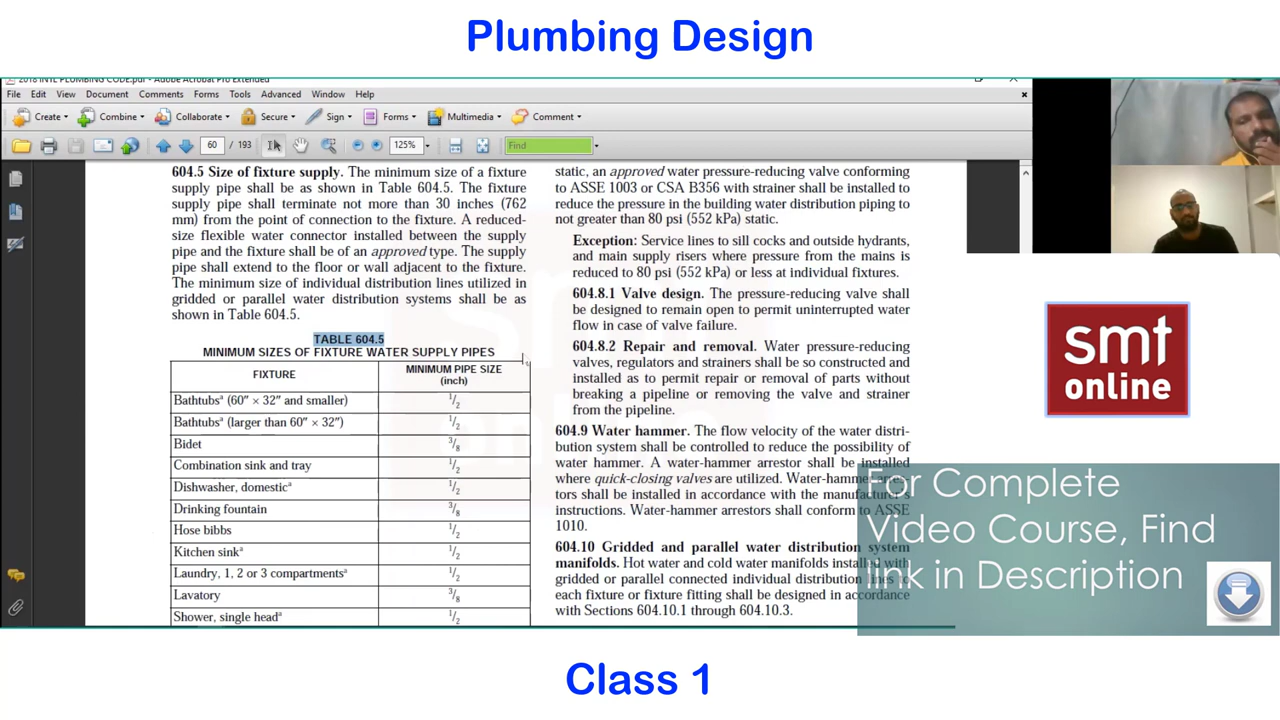 Plumbing Design
2018 INTL PLUMBING CODE.pdf - Adobe Acrobat Pro Extended
File Edit View Document Comments Forms Tools Advanced Window Help
Create Combine Collaborate Secure Sign Forms Multimedia Comment
60 / 193 125% Find
604.5 Size of fixture supply. The minimum size of a fixture
supply pipe shall be as shown in Table 604.5. The fixture
supply pipe shall terminate not more than 30 inches (762
mm) from the point of connection to the fixture. A reduced-
size flexible water connector installed between the supply
pipe and the fixture shall be of an approved type. The supply
pipe shall extend to the floor or wall adjacent to the fixture.
The minimum size of individual distribution lines utilized in
gridded or parallel water distribution systems shall be as
shown in Table 604.5.
TABLE 604.5
MINIMUM SIZES OF FIXTURE WATER SUPPLY PIPES
FIXTURE MINIMUM PIPE SIZE
(inch)
Bathtubsª (60″ × 32″ and smaller) 1/2
Bathtubsª (larger than 60″ × 32″) 1/2
Bidet 3/8
Combination sink and tray 1/2
Dishwasher, domesticª 1/2
Drinking fountain 3/8
Hose bibbs 1/2
Kitchen sinkª 1/2
Laundry, 1, 2 or 3 compartmentsª 1/2
Lavatory 3/8
Shower, single headª 1/2
static, an approved water pressure-reducing valve conforming
to ASSE 1003 or CSA B356 with strainer shall be installed to
reduce the pressure in the building water distribution piping to
not greater than 80 psi (552 kPa) static.
Exception: Service lines to sill cocks and outside hydrants,
and main supply risers where pressure from the mains is
reduced to 80 psi (552 kPa) or less at individual fixtures.
604.8.1 Valve design. The pressure-reducing valve shall
be designed to remain open to permit uninterrupted water
flow in case of valve failure.
604.8.2 Repair and removal. Water pressure-reducing
valves, regulators and strainers shall be so constructed and
installed as to permit repair or removal of parts without
breaking a pipeline or removing the valve and strainer
from the pipeline.
604.9 Water hammer. The flow velocity of the water distri-
bution system shall be controlled to reduce the possibility of
water hammer. A water-hammer arrestor shall be installed
where quick-closing valves are utilized. Water-hammer arres-
tors shall be installed in accordance with the manufacturer's
instructions. Water-hammer arrestors shall conform to ASSE
1010.
604.10 Gridded and parallel water distribution system
manifolds. Hot water and cold water manifolds installed with
gridded or parallel connected individual distribution lines to
each fixture or fixture fitting shall be designed in accordance
with Sections 604.10.1 through 604.10.3.
smt
online
For Complete
Video Course, Find
link in Description
Class 1